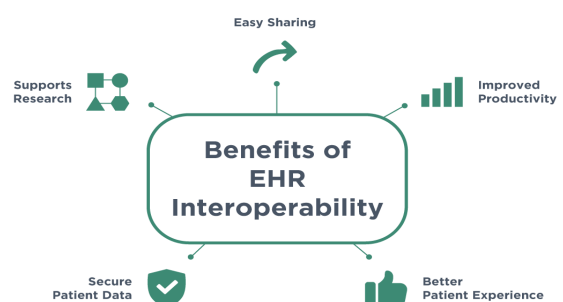 Easy Sharing
Supports
Research
Improved
Productivity
Benefits of
EHR
Interoperability
Secure
Patient Data
Better
Patient Experience